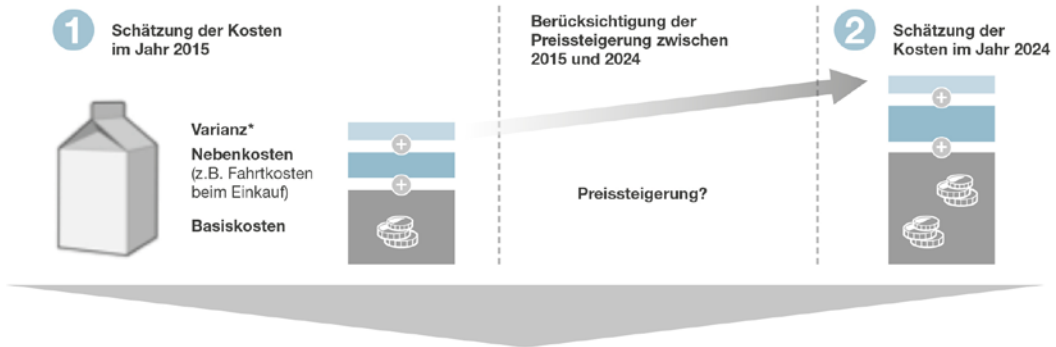 1
Schätzung der Kosten
im Jahr 2015
Berücksichtigung der
Preissteigerung zwischen
2015 und 2024
2
Schätzung der
Kosten im Jahr 2024
Varianz*
Nebenkosten
(z.B. Fahrtkosten
beim Einkauf)
Basiskosten
+
+
Preissteigerung?
+
+